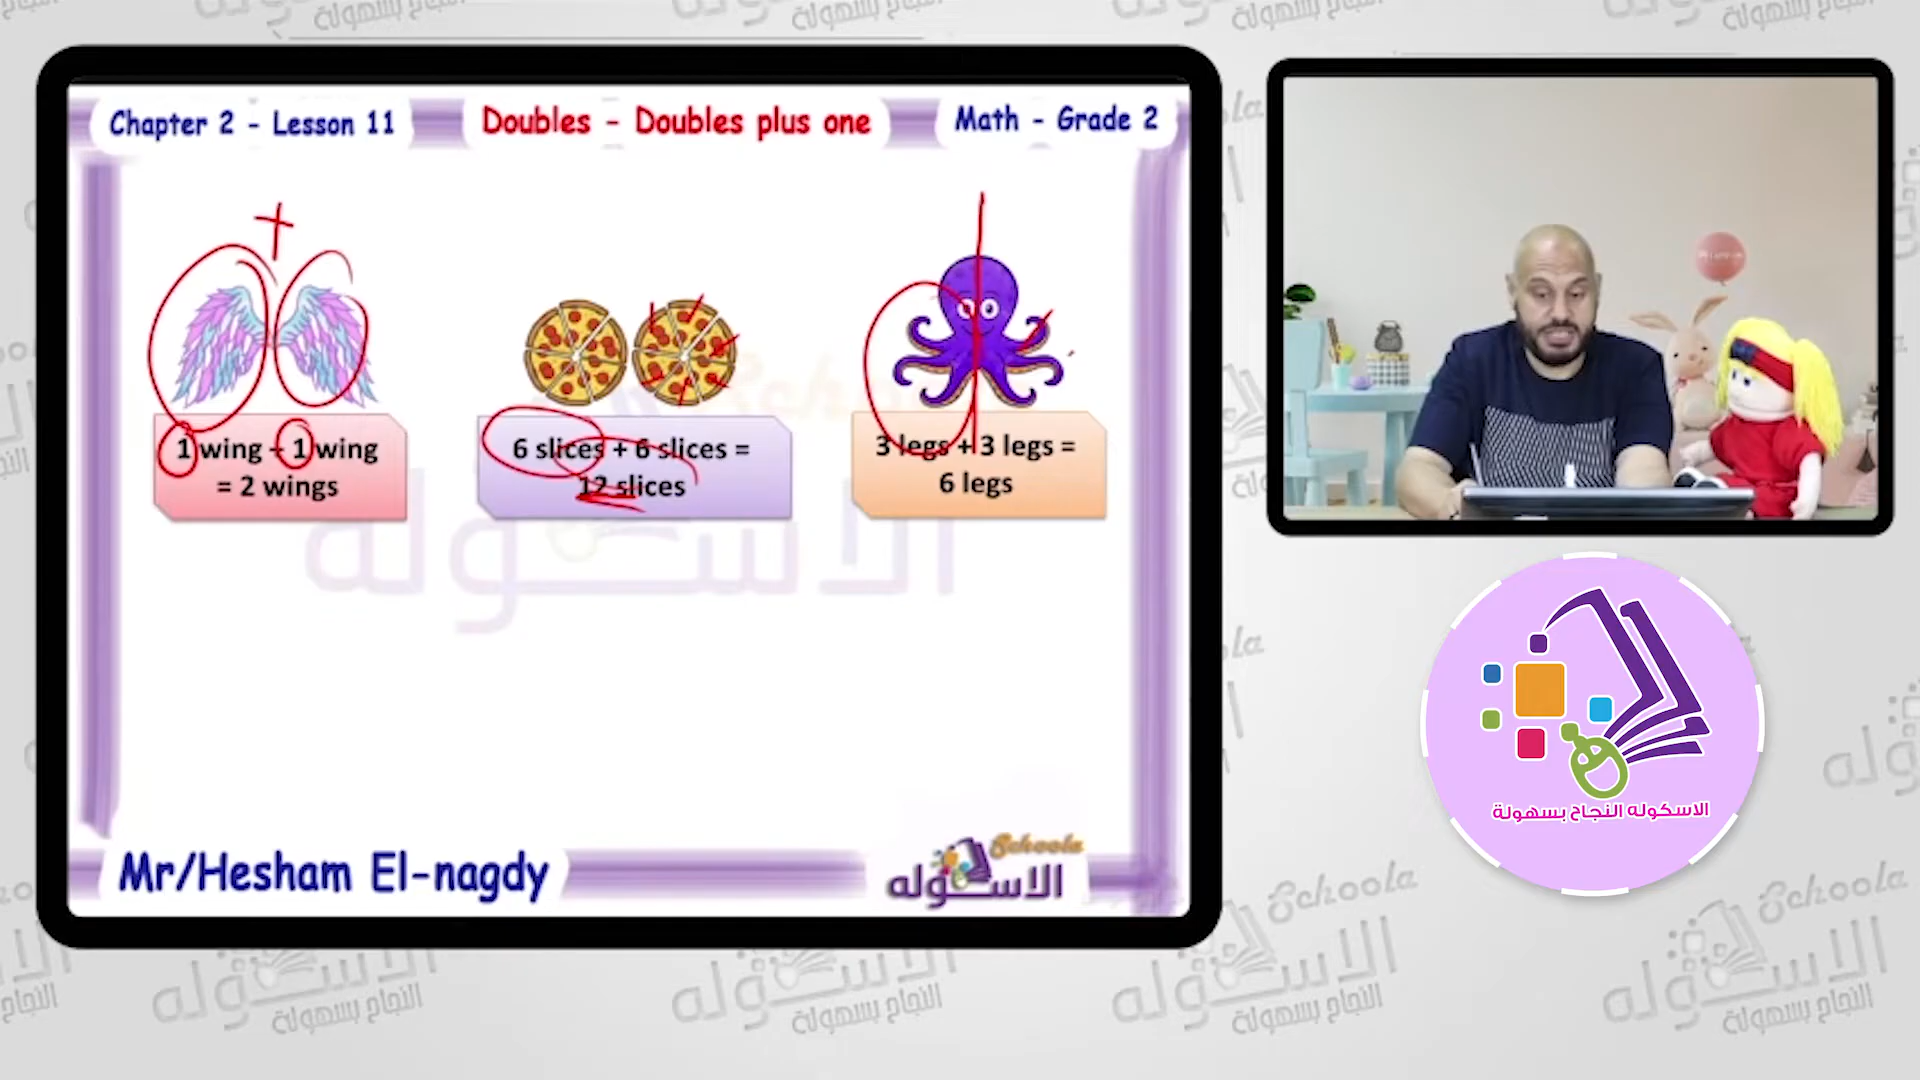 Chapter 2 - Lesson 11
Doubles - Doubles plus one
Math - Grade 2
1 wing + 1 wing
= 2 wings
6 slices + 6 slices =
12 slices
3 legs + 3 legs =
6 legs
Mr/Hesham El-nagdy
Schoola
الاسكوله
الاسكوله النجاح بسهولة